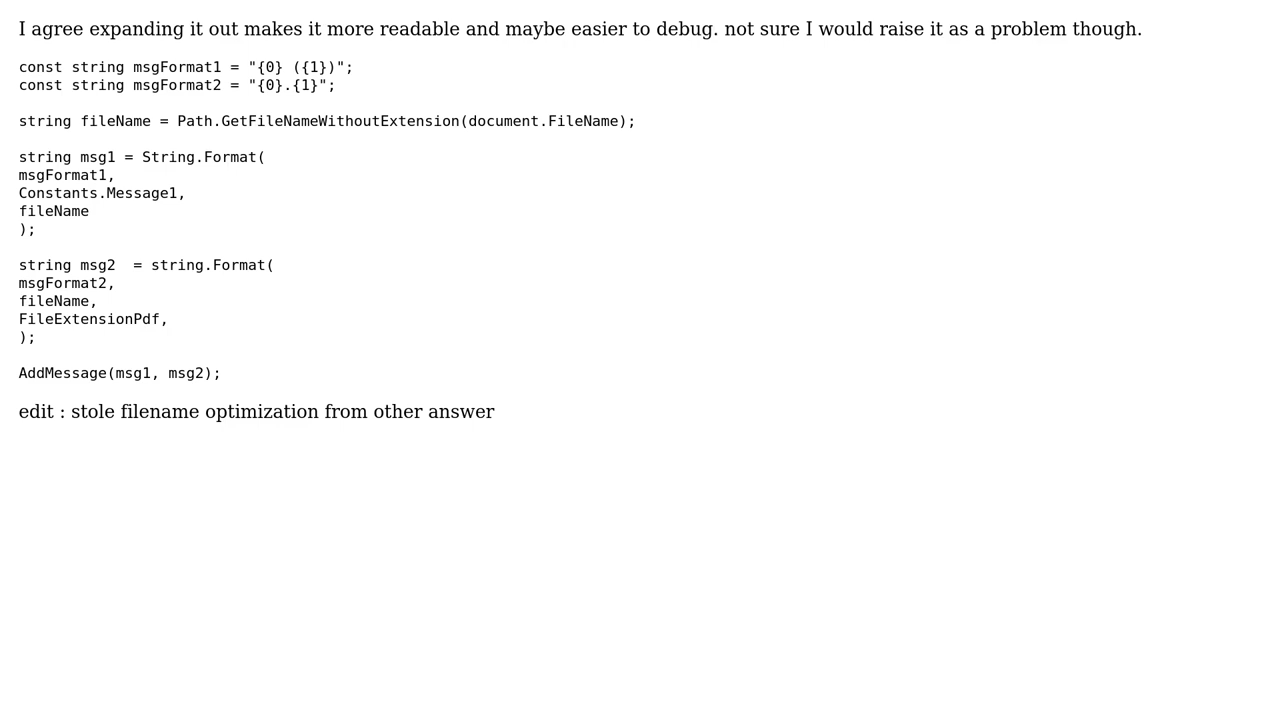 I agree expanding it out makes it more readable and maybe easier to debug. not sure I would raise it as a problem though.
const string msgFormat1 = "{0} ({1})";
const string msgFormat2 = "{0}.{1}";
string fileName = Path.GetFileNameWithoutExtension(document.FileName);
string msg1 = String.Format(
msgFormat1,
Constants.Message1,
fileName
);
string msg2  = string.Format(
msgFormat2,
fileName,
FileExtensionPdf,
);
AddMessage(msg1, msg2);
edit : stole filename optimization from other answer